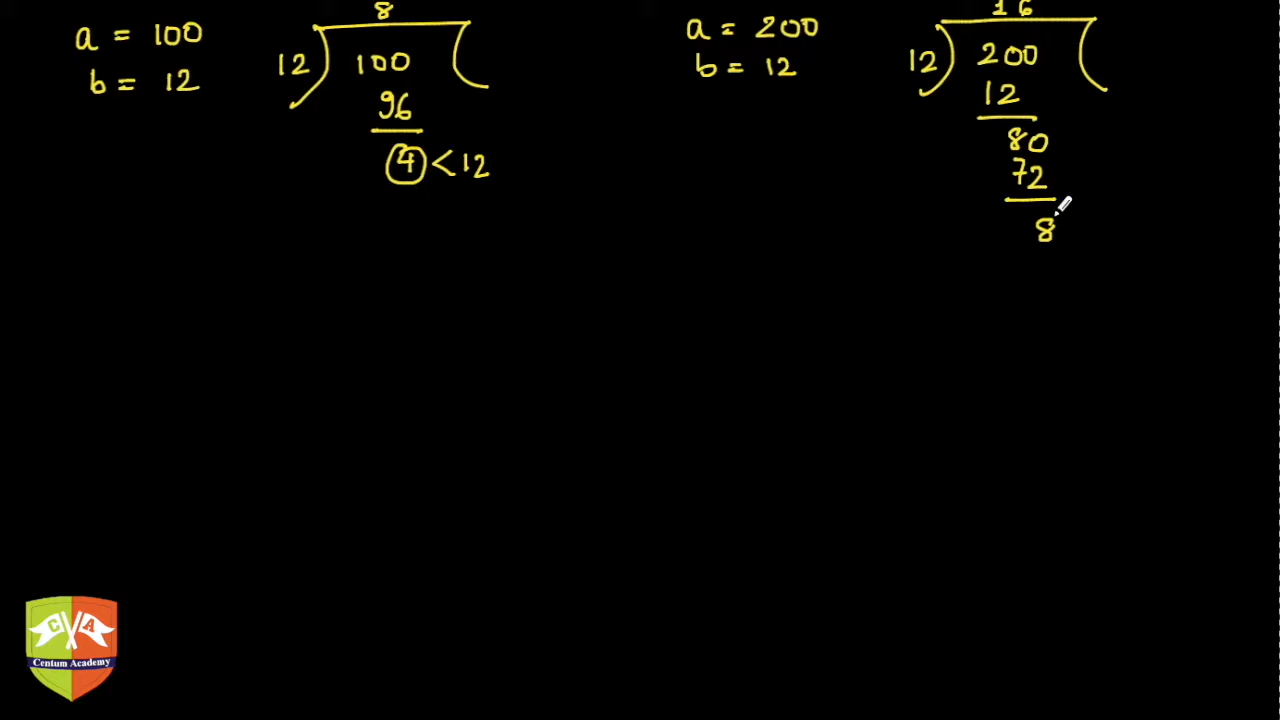 a = 100
b = 12
8
12 ) 100 (
96
4 < 12
a = 200
b = 12
16
12 ) 200 (
12
80
72
8
C A
Centum Academy